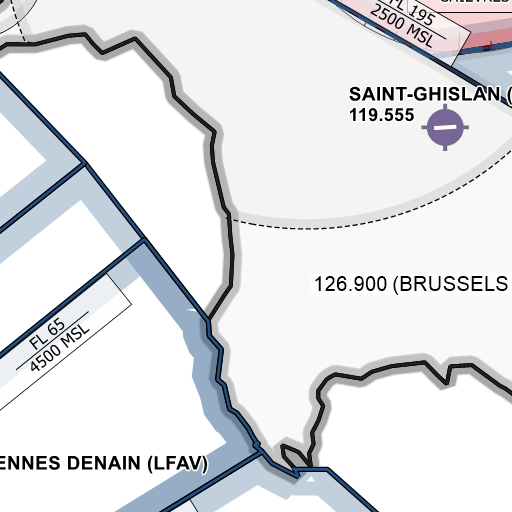 FL 195
2500 MSL
SAINT-GHISLAN (
119.555
126.900 (BRUSSELS
FL 65
4500 MSL
ENNES DENAIN (LFAV)